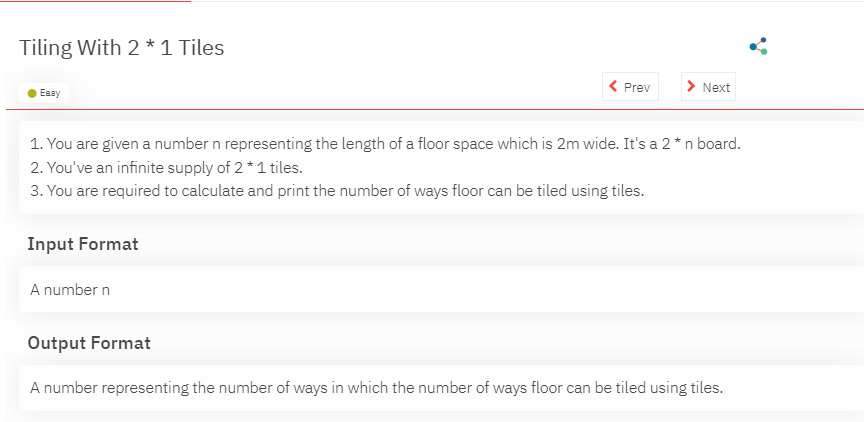 Tiling With 2 * 1 Tiles
Easy
Prev
Next
1. You are given a number n representing the length of a floor space which is 2m wide. It's a 2 * n board.
2. You've an infinite supply of 2 * 1 tiles.
3. You are required to calculate and print the number of ways floor can be tiled using tiles.
Input Format
A number n
Output Format
A number representing the number of ways in which the number of ways floor can be tiled using tiles.